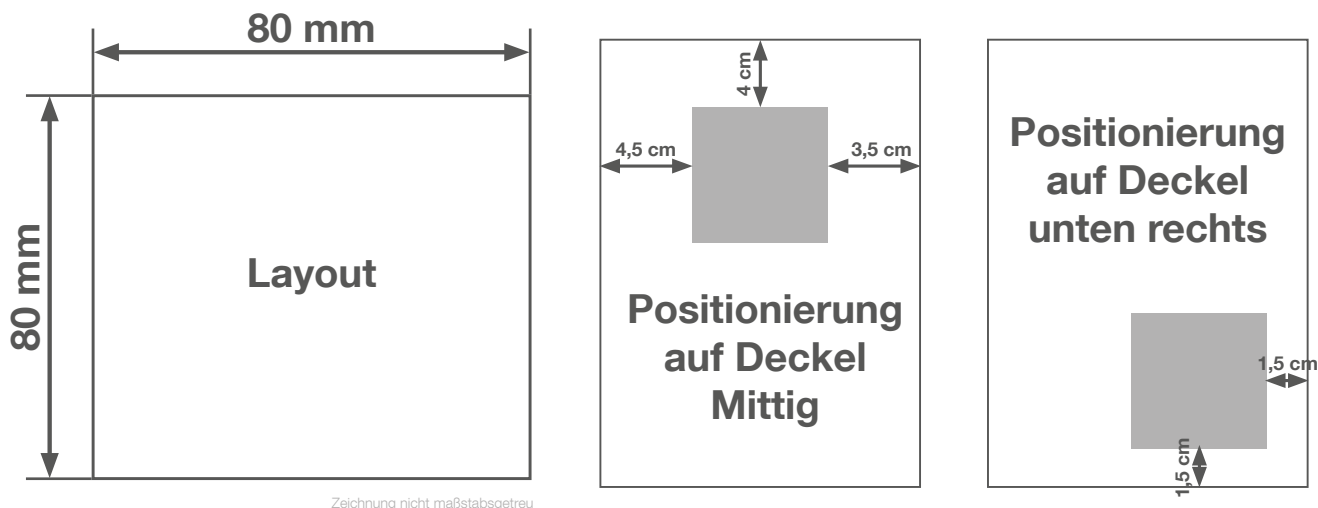 80 mm
80 mm
Layout
Zeichnung nicht maßstabsgetreu
4 cm
4,5 cm
3,5 cm
Positionierung
auf Deckel
Mittig
Positionierung
auf Deckel
unten rechts
1,5 cm
1,5 cm